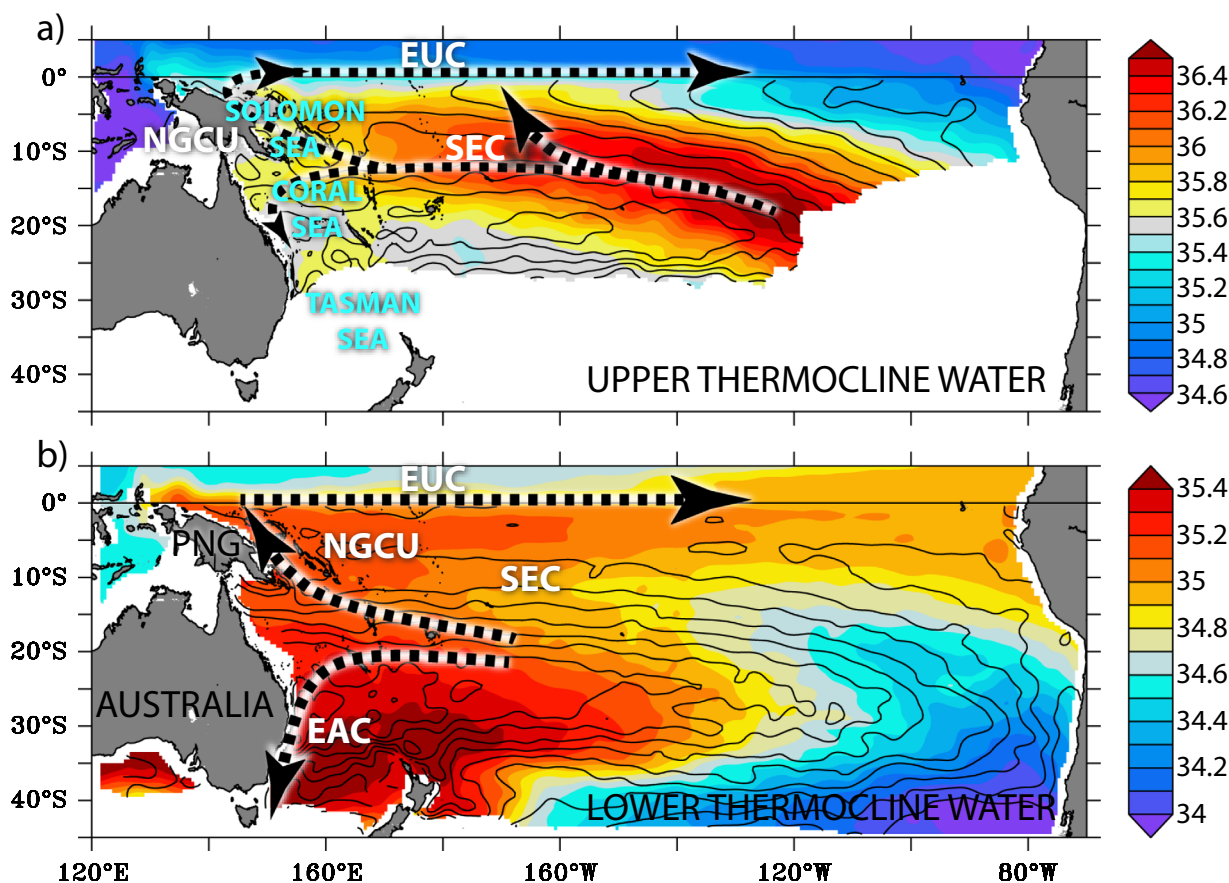 a)
EUC
SOLOMON
SEA
NGCU
SEC
CORAL
SEA
TASMAN
SEA
UPPER THERMOCLINE WATER
0°
10°S
20°S
30°S
40°S
36.4
36.2
36
35.8
35.6
35.4
35.2
35
34.8
34.6
b)
EUC
PNG
NGCU
SEC
AUSTRALIA
EAC
LOWER THERMOCLINE WATER
0°
10°S
20°S
30°S
40°S
120°E
160°E
160°W
120°W
80°W
35.4
35.2
35
34.8
34.6
34.4
34.2
34